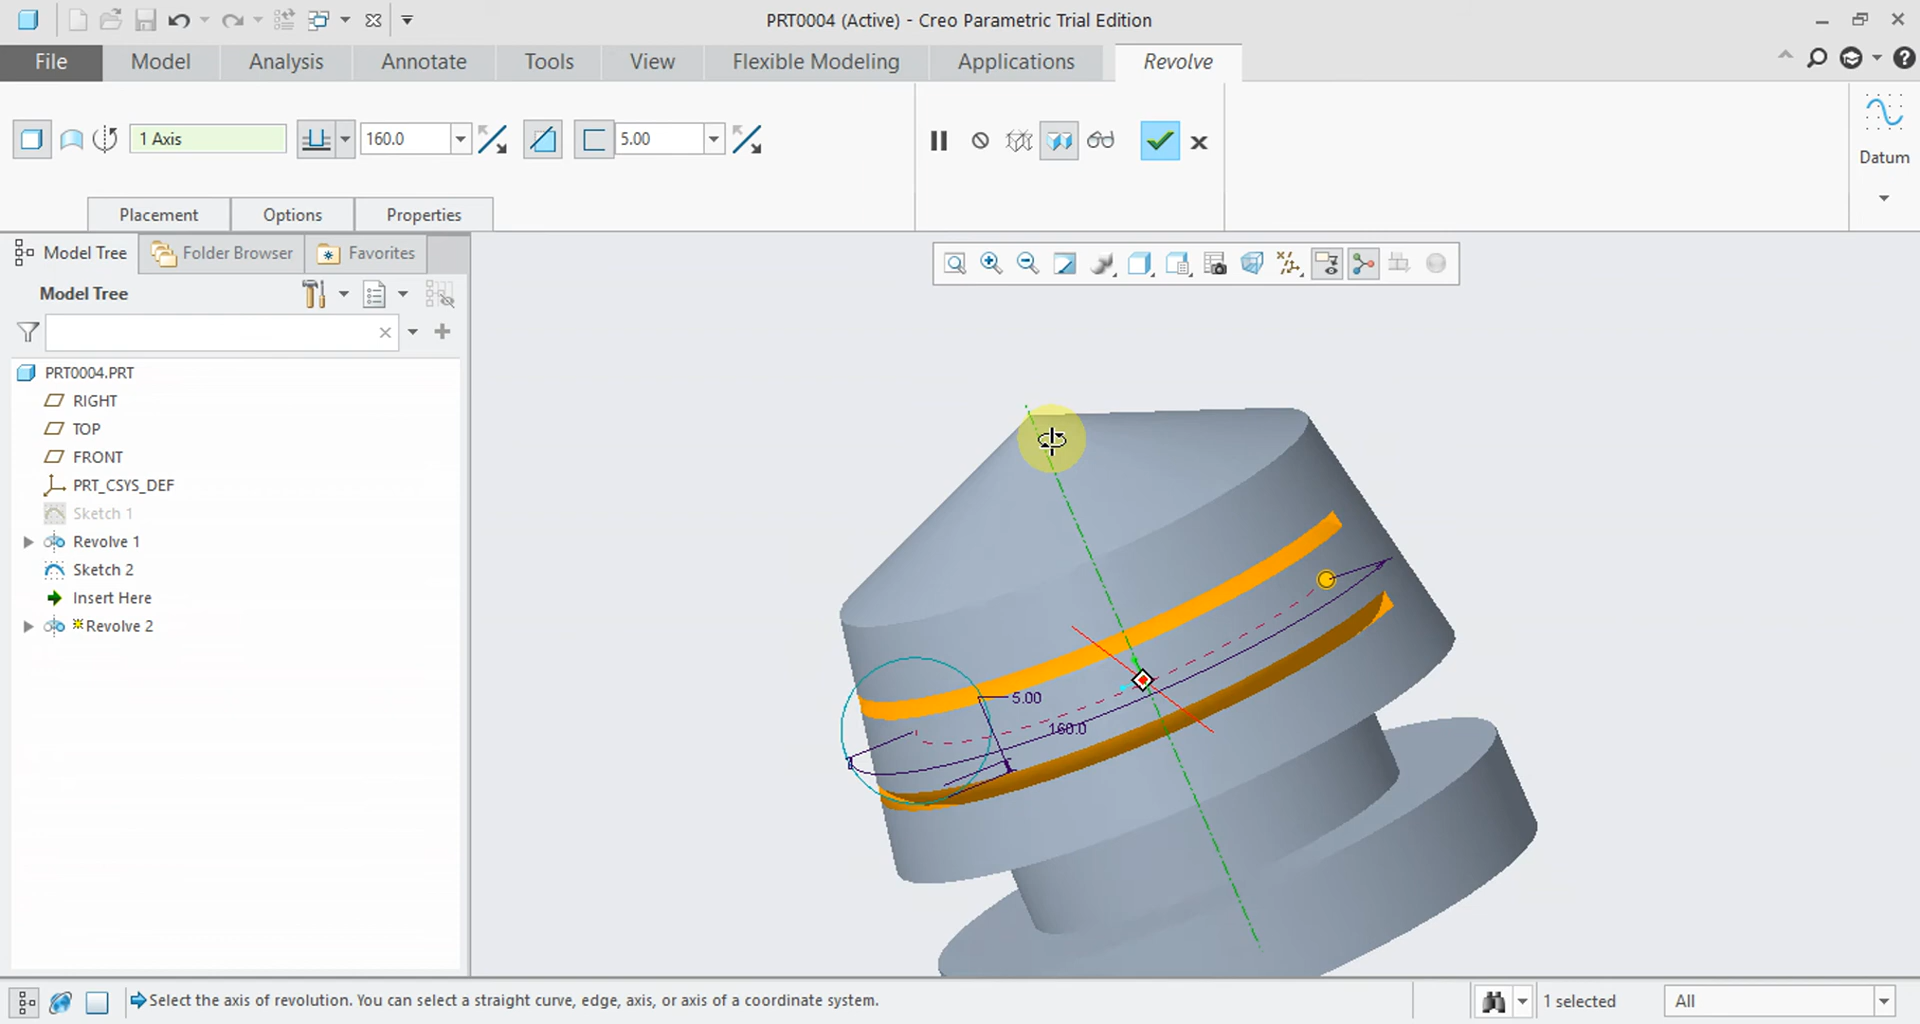 PRT0004 (Active) - Creo Parametric Trial Edition
File Model Analysis Annotate Tools View Flexible Modeling Applications Revolve
1 Axis 160.0 5.00
Datum
Placement Options Properties
Model Tree Folder Browser Favorites
Model Tree
PRT0004.PRT
RIGHT
TOP
FRONT
PRT_CSYS_DEF
Sketch 1
Revolve 1
Sketch 2
Insert Here
Revolve 2
5.00
160.0
Select the axis of revolution. You can select a straight curve, edge, axis, or axis of a coordinate system.
1 selected All